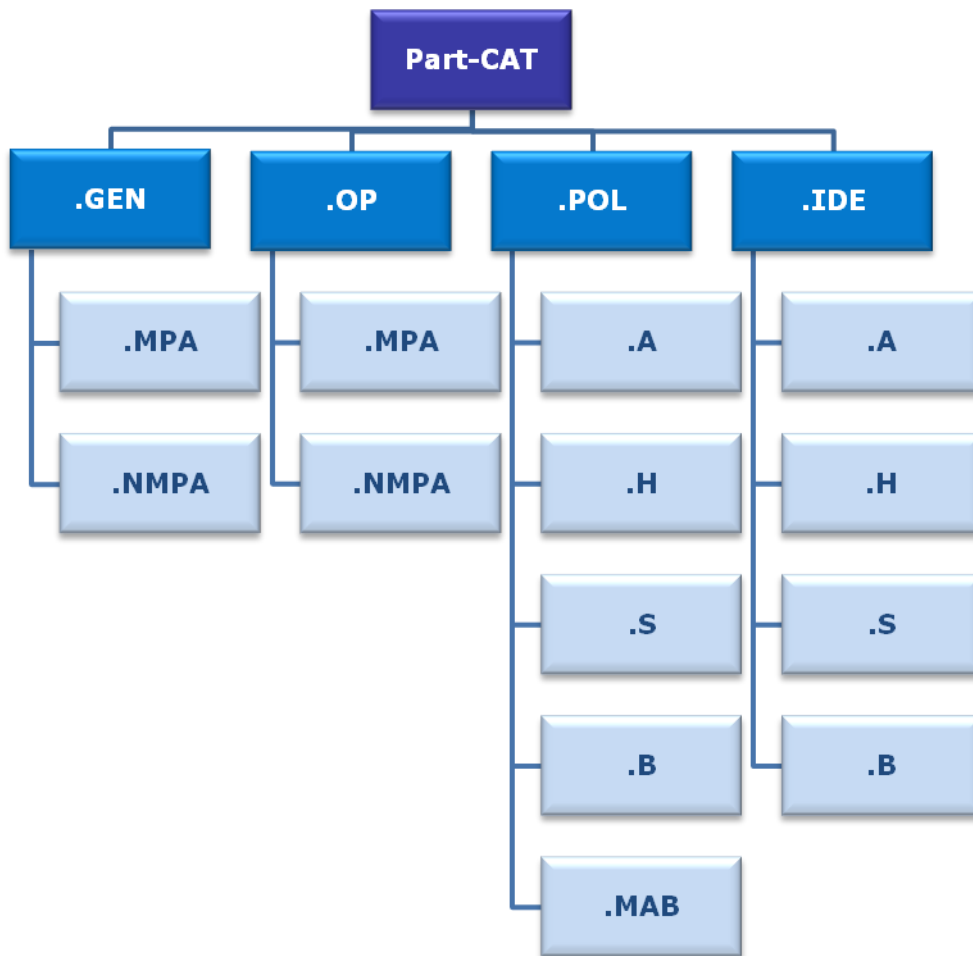 Part-CAT
.GEN
.OP
.POL
.IDE
.MPA
.MPA
.A
.A
.NMPA
.NMPA
.H
.H
.S
.S
.B
.B
.MAB